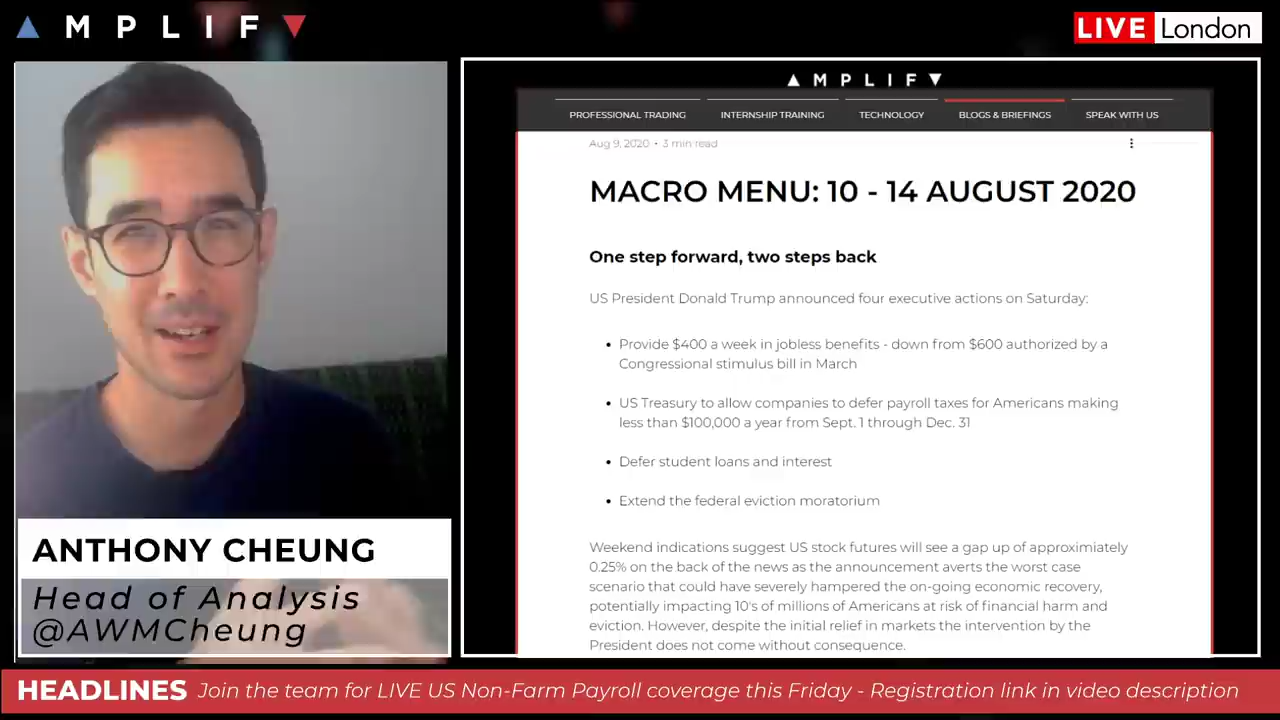 AMPLIFY
LIVE London
AMPLIFY
PROFESSIONAL TRADING
INTERNSHIP TRAINING
TECHNOLOGY
BLOGS & BRIEFINGS
SPEAK WITH US
Aug 9, 2020 • 3 min read
MACRO MENU: 10 - 14 AUGUST 2020
One step forward, two steps back
US President Donald Trump announced four executive actions on Saturday:
• Provide $400 a week in jobless benefits - down from $600 authorized by a
Congressional stimulus bill in March
• US Treasury to allow companies to defer payroll taxes for Americans making
less than $100,000 a year from Sept. 1 through Dec. 31
• Defer student loans and interest
• Extend the federal eviction moratorium
Weekend indications suggest US stock futures will see a gap up of approximiately
0.25% on the back of the news as the announcement averts the worst case
scenario that could have severely hampered the on-going economic recovery,
potentially impacting 10's of millions of Americans at risk of financial harm and
eviction. However, despite the initial relief in markets the intervention by the
President does not come without consequence.
ANTHONY CHEUNG
Head of Analysis
@AWMCheung
HEADLINES Join the team for LIVE US Non-Farm Payroll coverage this Friday - Registration link in video description